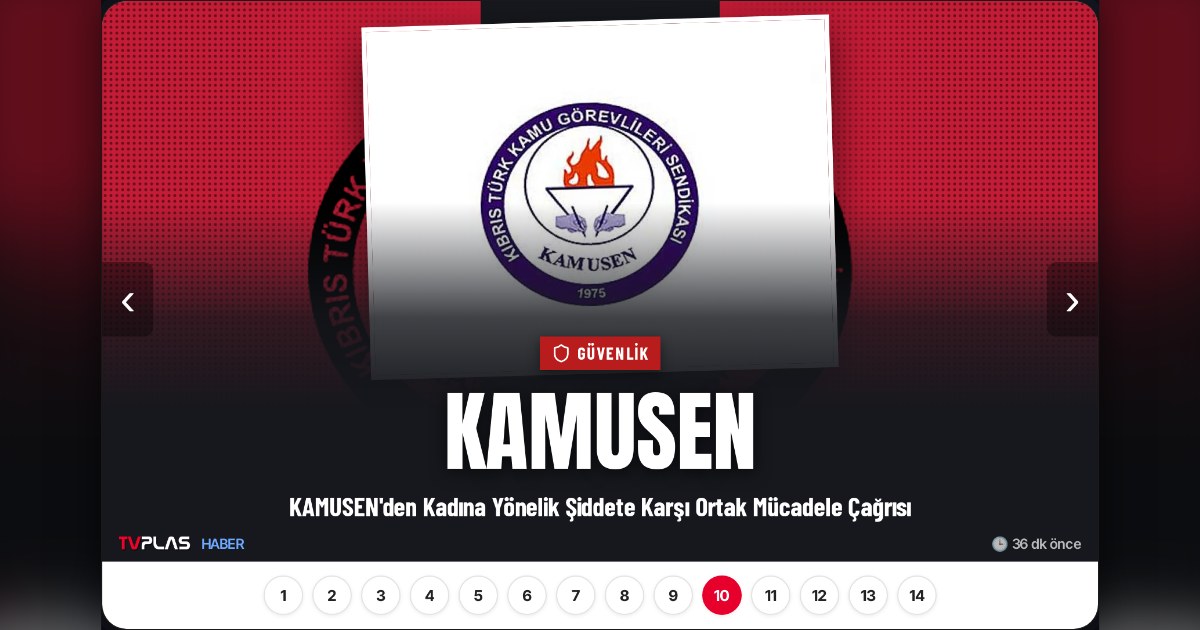 KIBRIS TÜRK KAMU GÖREVLİLERİ SENDİKASI
KAMUSEN
1975
KIBRIS TÜRK
GÜVENLİK
KAMUSEN
KAMUSEN'den Kadına Yönelik Şiddete Karşı Ortak Mücadele Çağrısı
TVPLAS HABER
36 dk önce
1 2 3 4 5 6 7 8 9 10 11 12 13 14